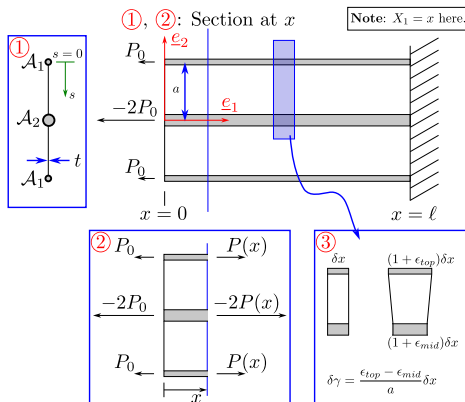 ①, ②: Section at x
Note: X₁ = x here.
①
s = 0
𝒜₁
s
𝒜₂
t
𝒜₁
P₀
e₂
a
−2P₀
e₁
P₀
x = 0
x = ℓ
②
P₀
P(x)
−2P₀
−2P(x)
P₀
P(x)
x
③
δx
(1 + ϵ_top)δx
(1 + ϵ_mid)δx
δγ = (ϵ_top − ϵ_mid)/a δx